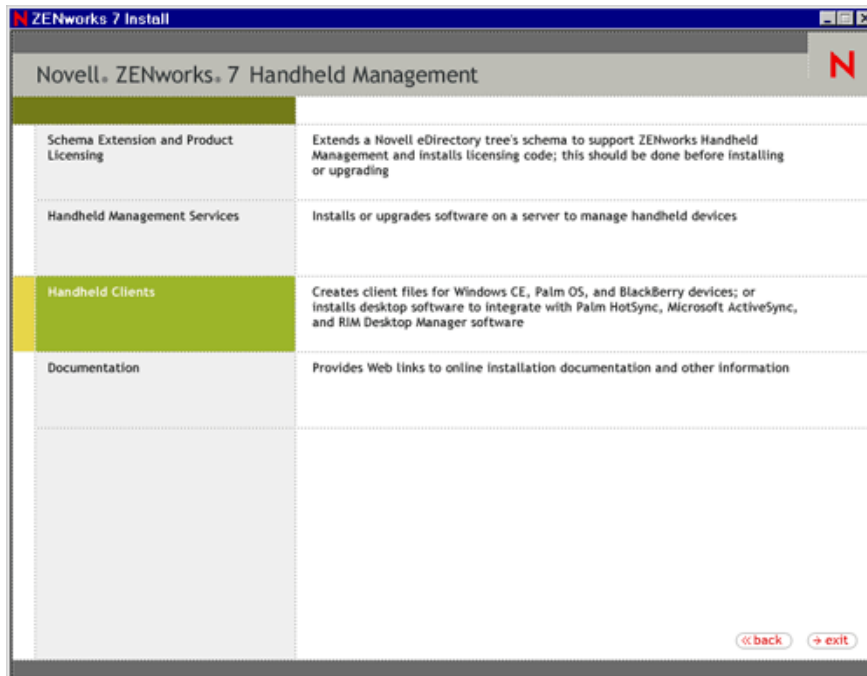 N ZENworks 7 Install
Novell® ZENworks® 7 Handheld Management
N
Schema Extension and Product
Licensing
Extends a Novell eDirectory tree's schema to support ZENworks Handheld
Management and installs licensing code; this should be done before installing
or upgrading
Handheld Management Services
Installs or upgrades software on a server to manage handheld devices
Handheld Clients
Creates client files for Windows CE, Palm OS, and BlackBerry devices; or
installs desktop software to integrate with Palm HotSync, Microsoft ActiveSync,
and RIM Desktop Manager software
Documentation
Provides Web links to online installation documentation and other information
back
exit